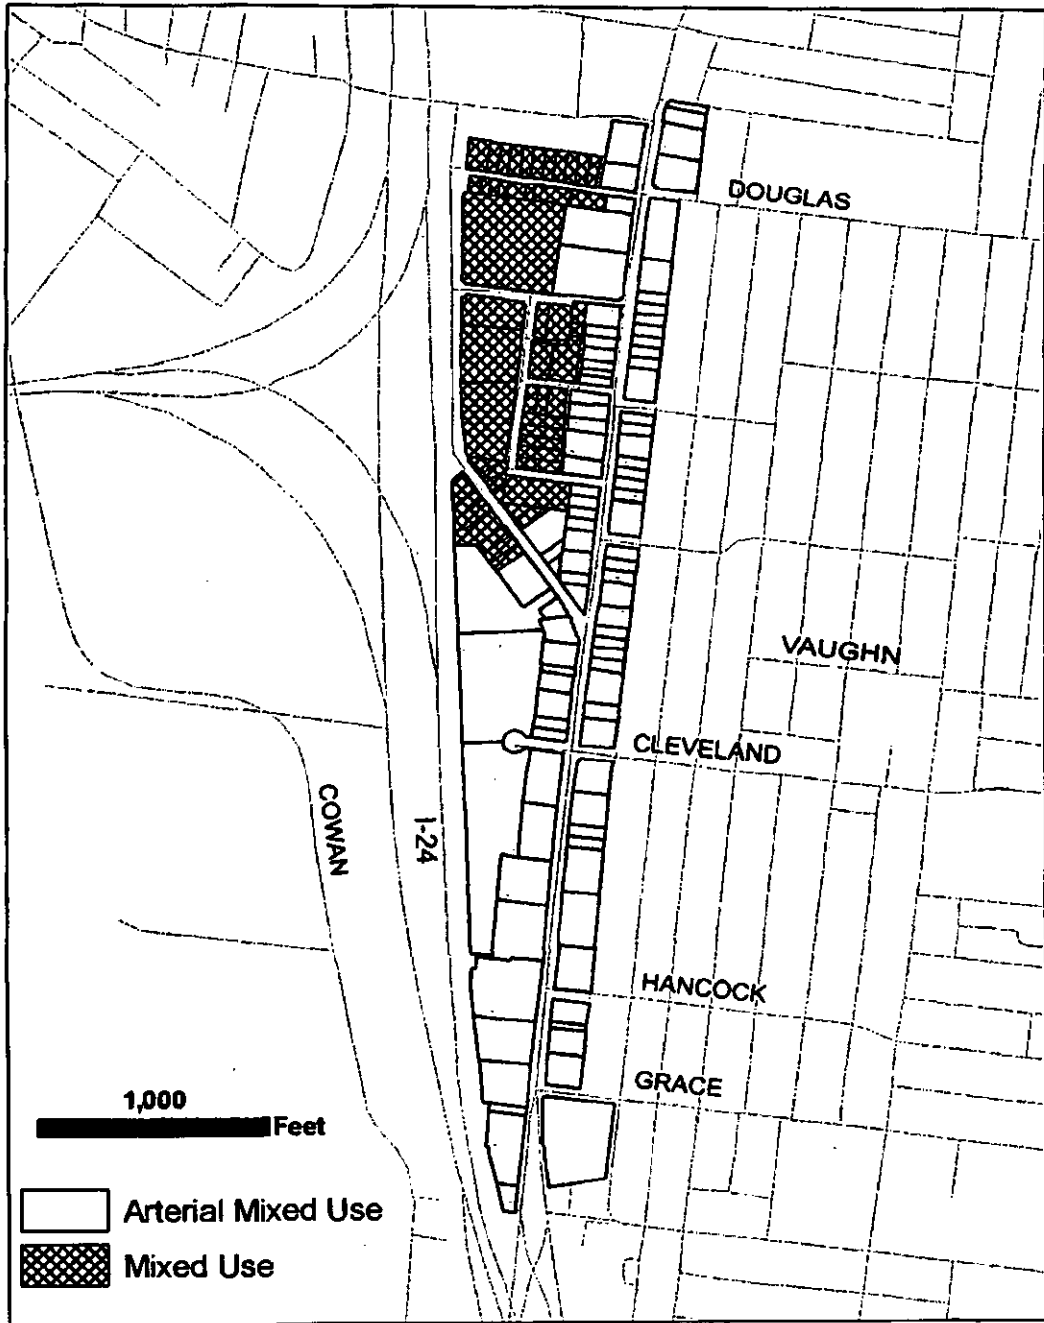 DOUGLAS
VAUGHN
CLEVELAND
COWAN
I-24
HANCOCK
GRACE
1,000
Feet
Arterial Mixed Use
Mixed Use